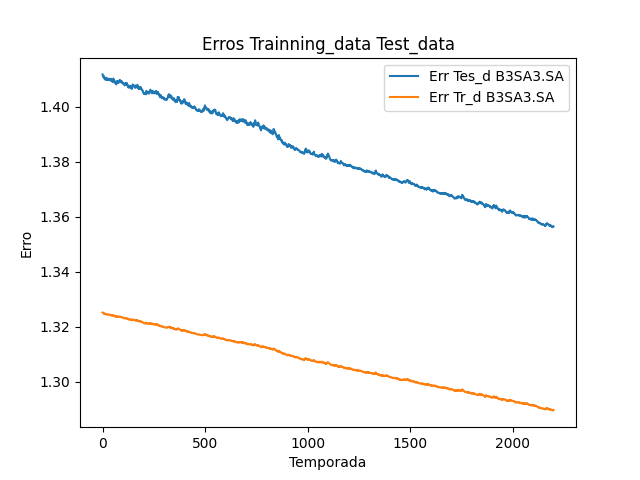 Erros Trainning_data Test_data
Err Tes_d B3SA3.SA
Err Tr_d B3SA3.SA
1.40
1.38
1.36
1.34
1.32
1.30
Erro
0 500 1000 1500 2000
Temporada